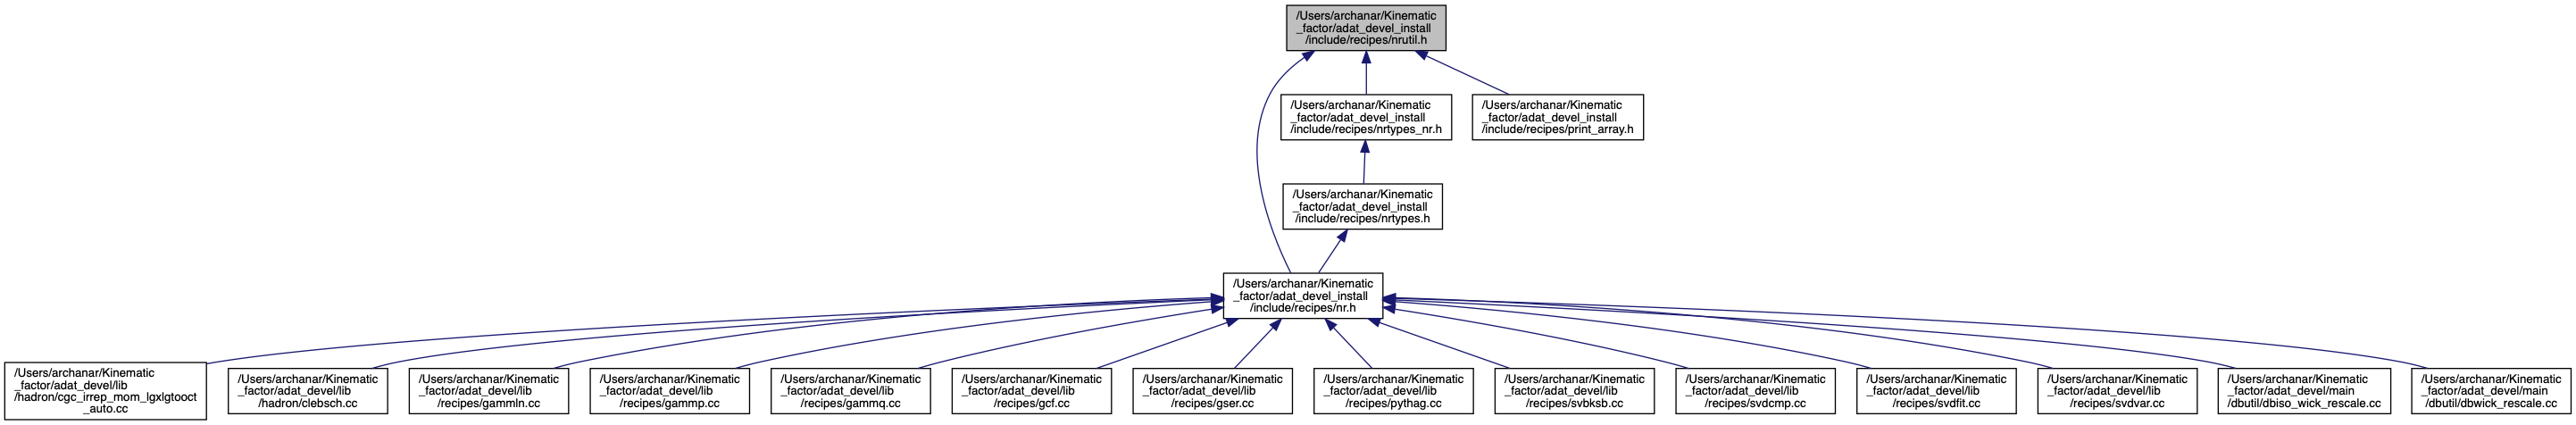 /Users/archanar/Kinematic
_factor/adat_devel_install
/include/recipes/nrutil.h
/Users/archanar/Kinematic
_factor/adat_devel_install
/include/recipes/nrtypes_nr.h
/Users/archanar/Kinematic
_factor/adat_devel_install
/include/recipes/print_array.h
/Users/archanar/Kinematic
_factor/adat_devel_install
/include/recipes/nrtypes.h
/Users/archanar/Kinematic
_factor/adat_devel_install
/include/recipes/nr.h
/Users/archanar/Kinematic
_factor/adat_devel/lib
/hadron/cgc_irrep_mom_lgxlgtooct
_auto.cc
/Users/archanar/Kinematic
_factor/adat_devel/lib
/hadron/clebsch.cc
/Users/archanar/Kinematic
_factor/adat_devel/lib
/recipes/gammln.cc
/Users/archanar/Kinematic
_factor/adat_devel/lib
/recipes/gammp.cc
/Users/archanar/Kinematic
_factor/adat_devel/lib
/recipes/gammq.cc
/Users/archanar/Kinematic
_factor/adat_devel/lib
/recipes/gcf.cc
/Users/archanar/Kinematic
_factor/adat_devel/lib
/recipes/gser.cc
/Users/archanar/Kinematic
_factor/adat_devel/lib
/recipes/pythag.cc
/Users/archanar/Kinematic
_factor/adat_devel/lib
/recipes/svbksb.cc
/Users/archanar/Kinematic
_factor/adat_devel/lib
/recipes/svdcmp.cc
/Users/archanar/Kinematic
_factor/adat_devel/lib
/recipes/svdfit.cc
/Users/archanar/Kinematic
_factor/adat_devel/lib
/recipes/svdvar.cc
/Users/archanar/Kinematic
_factor/adat_devel/main
/dbutil/dbiso_wick_rescale.cc
/Users/archanar/Kinematic
_factor/adat_devel/main
/dbutil/dbwick_rescale.cc